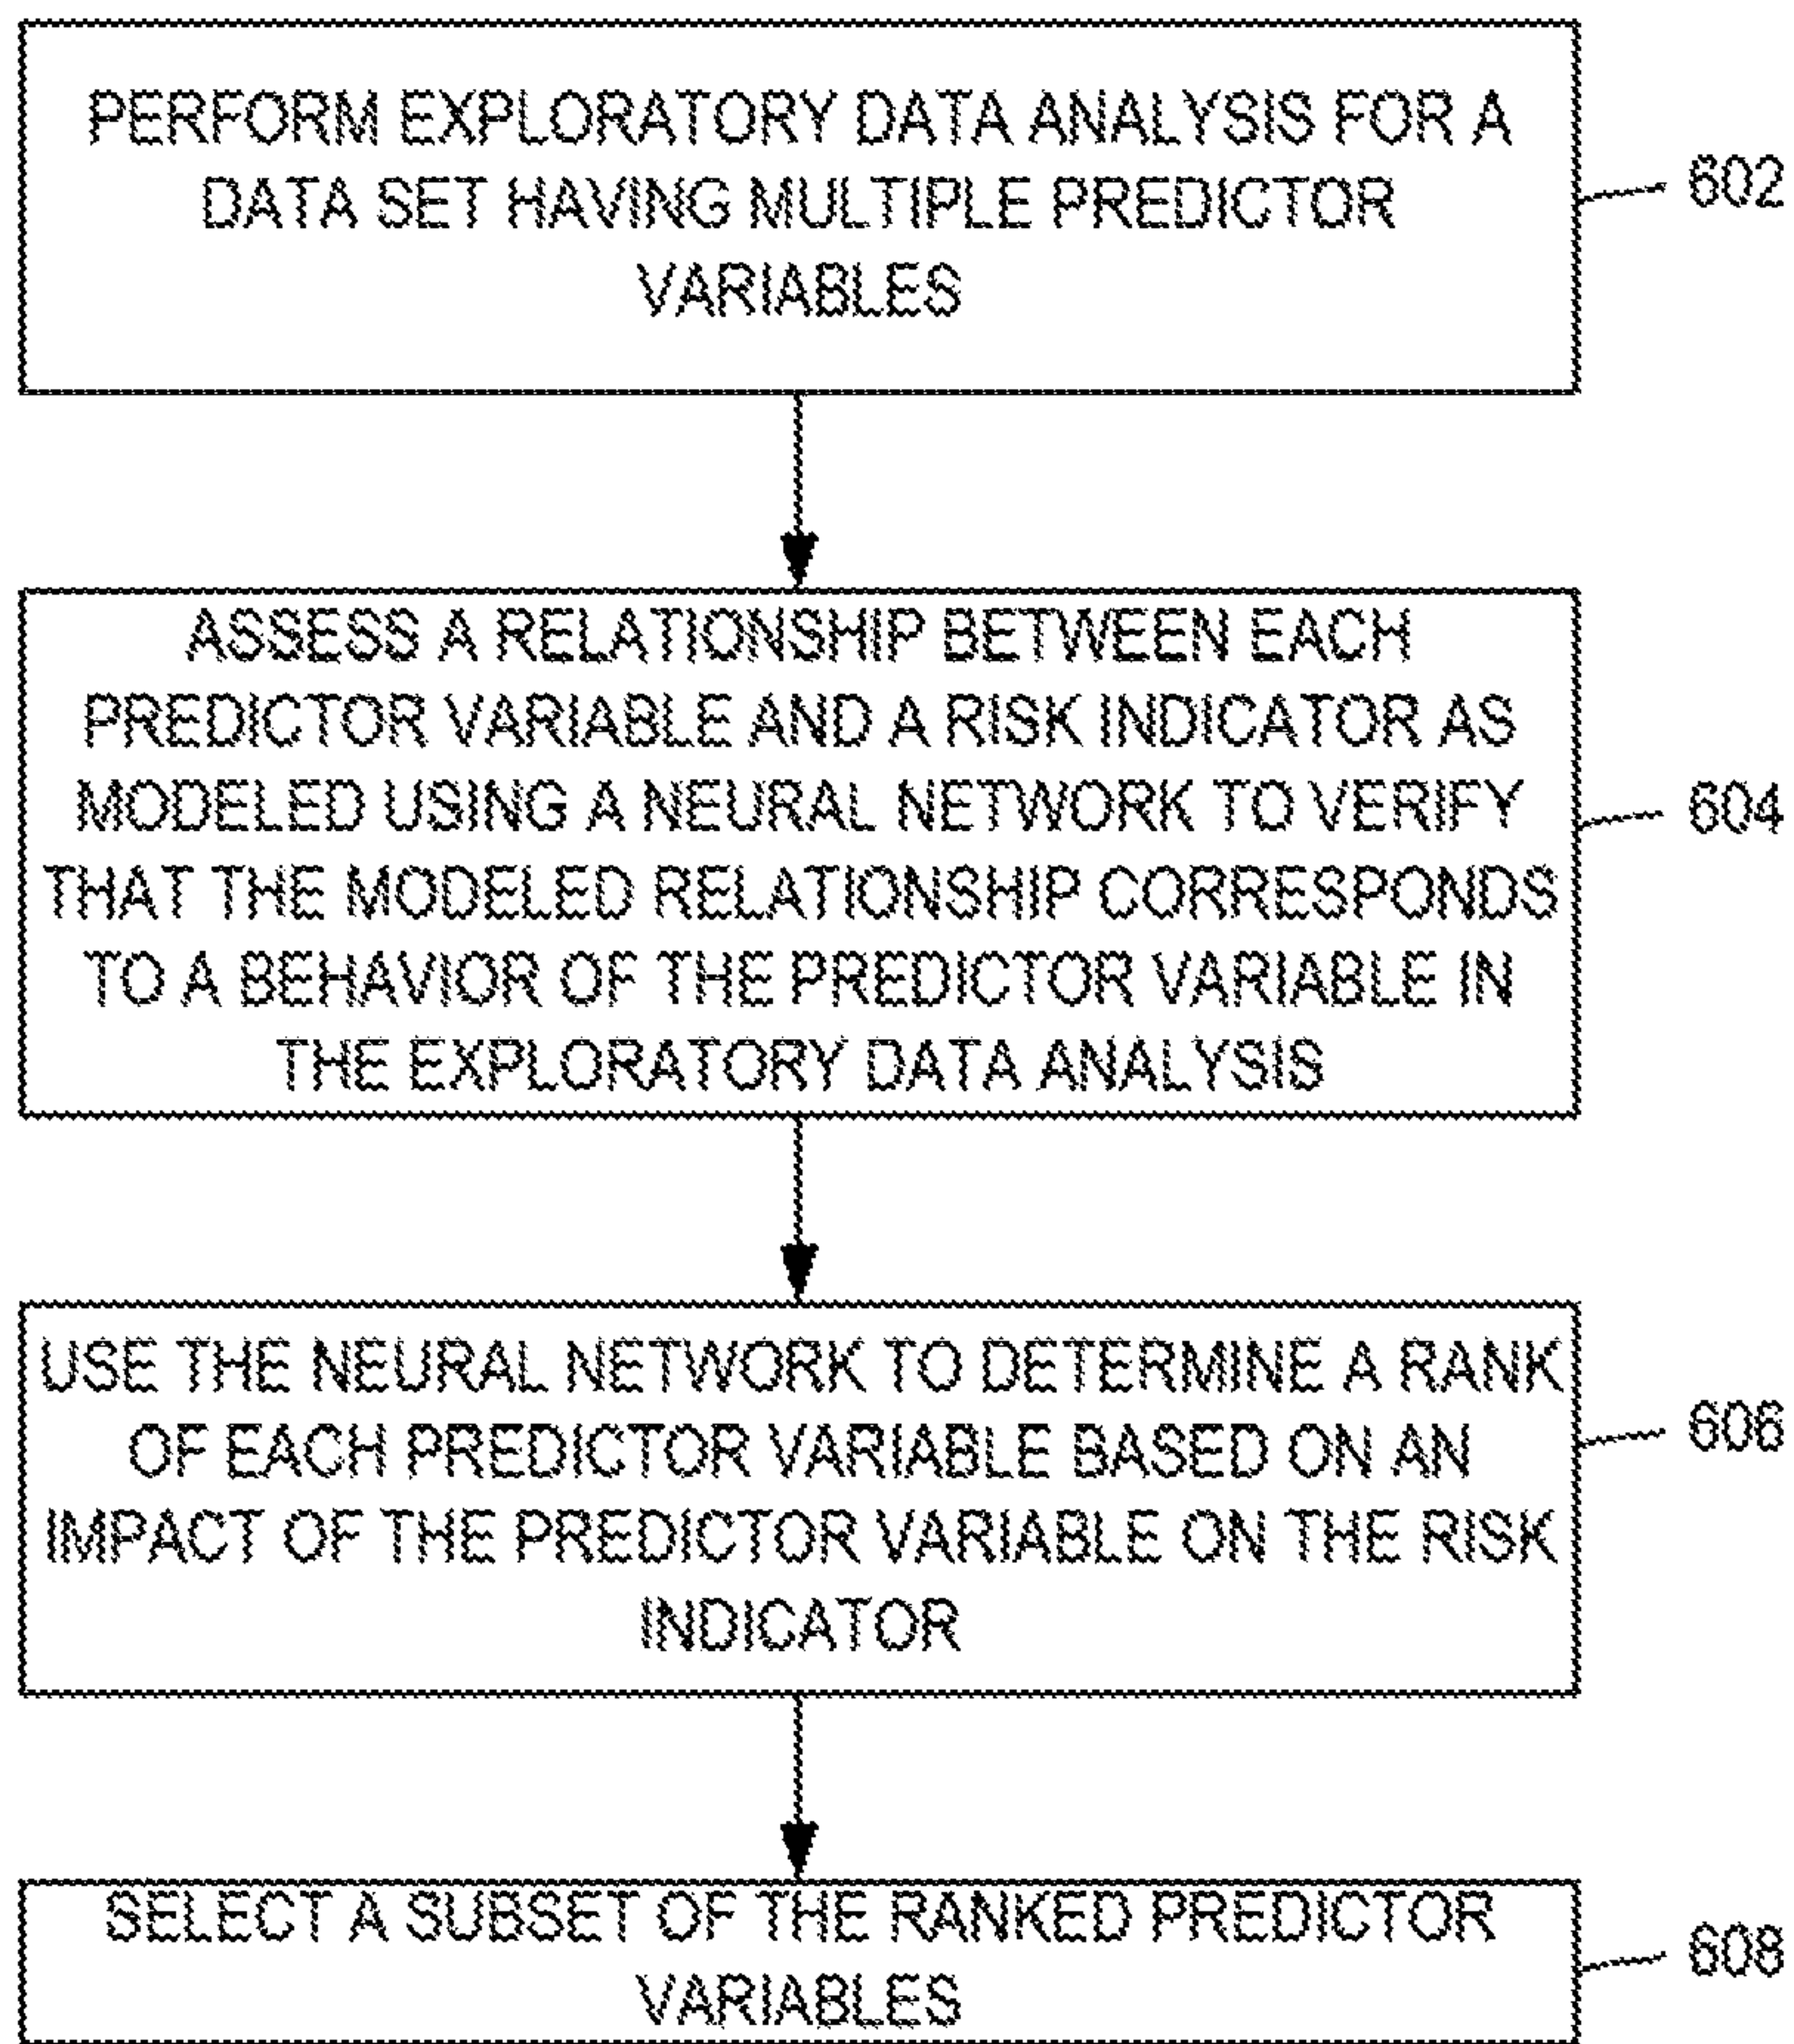 PERFORM EXPLORATORY DATA ANALYSIS FOR A
DATA SET HAVING MULTIPLE PREDICTOR
VARIABLES
602
ASSESS A RELATIONSHIP BETWEEN EACH
PREDICTOR VARIABLE AND A RISK INDICATOR AS
MODELED USING A NEURAL NETWORK TO VERIFY
THAT THE MODELED RELATIONSHIP CORRESPONDS
TO A BEHAVIOR OF THE PREDICTOR VARIABLE IN
THE EXPLORATORY DATA ANALYSIS
604
USE THE NEURAL NETWORK TO DETERMINE A RANK
OF EACH PREDICTOR VARIABLE BASED ON AN
IMPACT OF THE PREDICTOR VARIABLE ON THE RISK
INDICATOR
606
SELECT A SUBSET OF THE RANKED PREDICTOR
VARIABLES
608